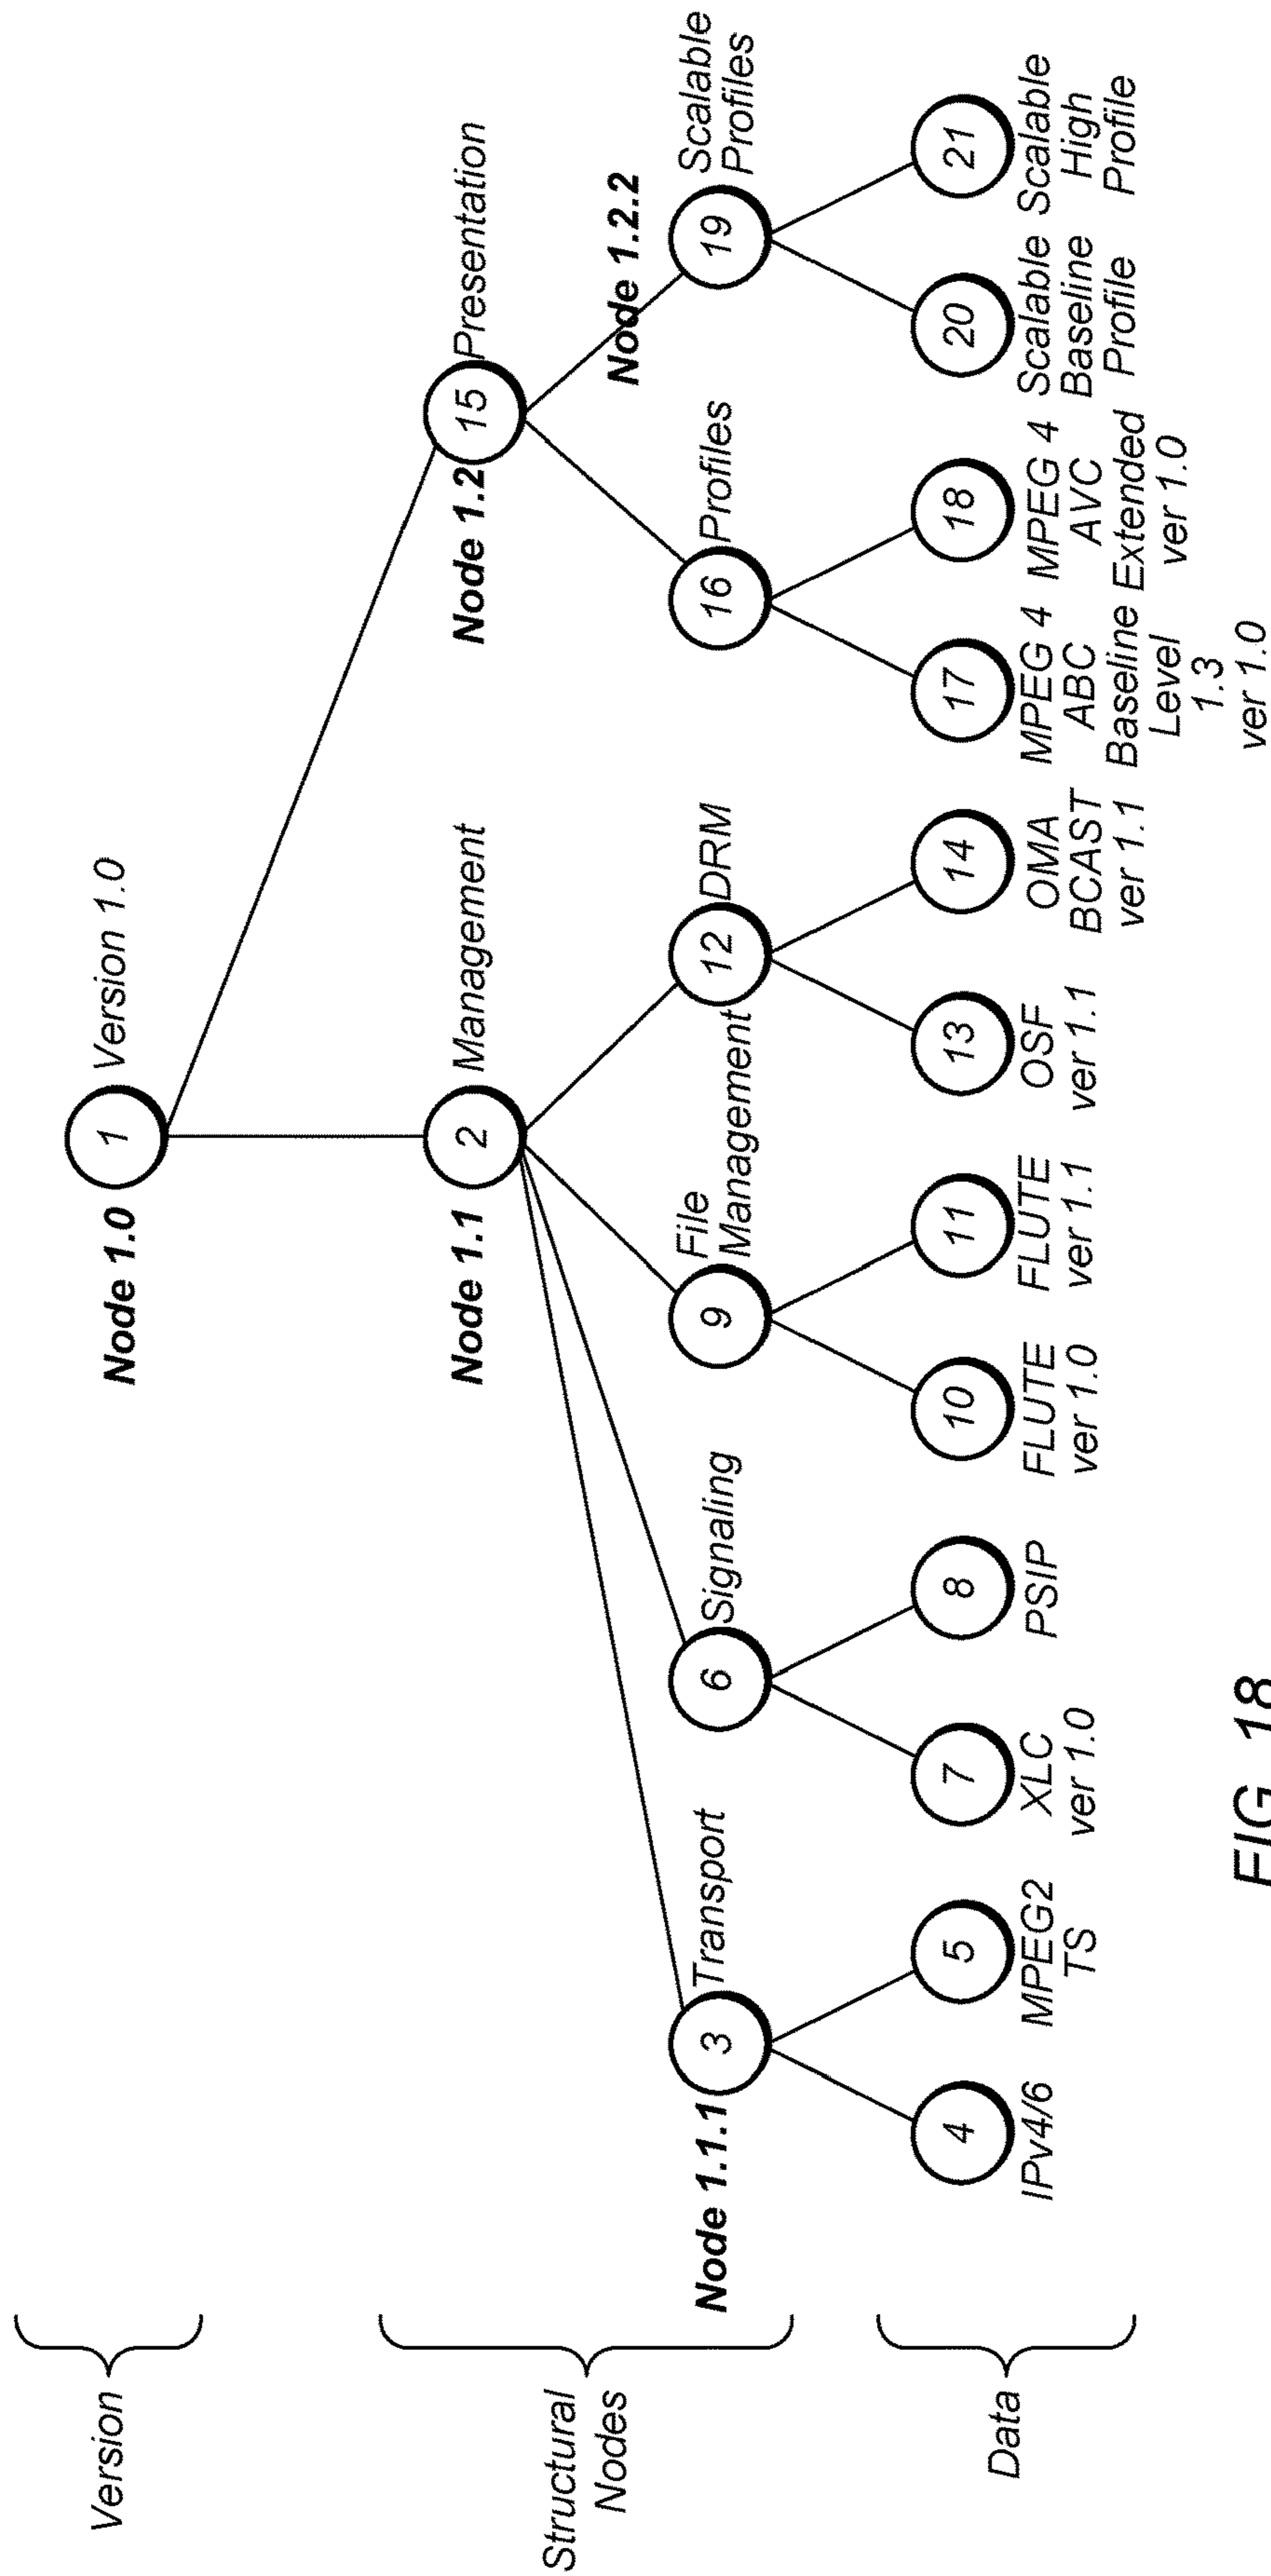 Version
Node 1.0
1
Version 1.0
Structural
Nodes
Node 1.1
2
Management
Node 1.2
15
Presentation
Node 1.1.1
3
Transport
6
Signaling
9
File
Management
12
DRM
16
Profiles
Node 1.2.2
19
Scalable
Profiles
Data
4
IPv4/6
5
MPEG2
TS
7
XLC
ver 1.0
8
PSIP
10
FLUTE
ver 1.0
11
FLUTE
ver 1.1
13
OSF
ver 1.1
14
OMA
BCAST
ver 1.1
17
MPEG 4
ABC
Baseline
Level
1.3
ver 1.0
18
MPEG 4
AVC
Extended
ver 1.0
20
Scalable
Baseline
Profile
21
Scalable
High
Profile
FIG. 18